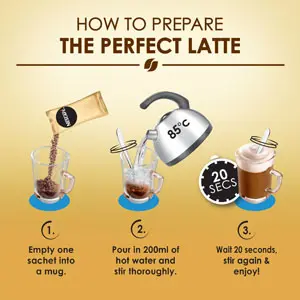 HOW TO PREPARE
THE PERFECT LATTE
85°C
20
SECS
1.
Empty one
sachet into
a mug.
2.
Pour in 200ml of
hot water and
stir thoroughly.
3.
Wait 20 seconds,
stir again &
enjoy!